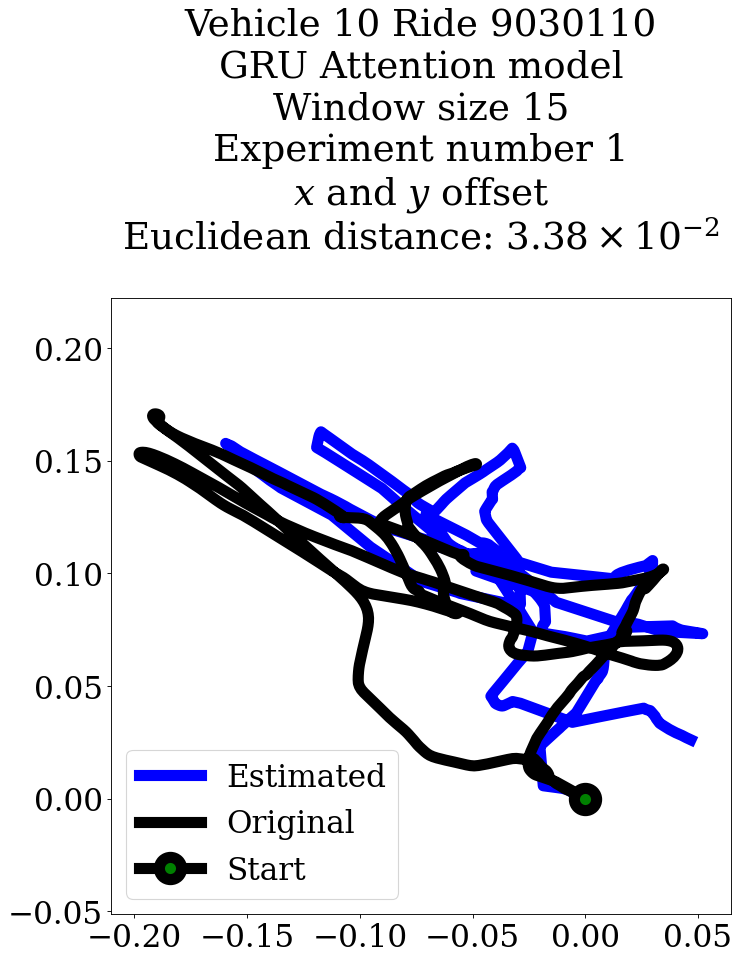 Vehicle 10 Ride 9030110
GRU Attention model
Window size 15
Experiment number 1
x and y offset
Euclidean distance: 3.38 × 10⁻²
0.20
0.15
0.10
0.05
0.00
−0.05
Estimated
Original
Start
−0.20 −0.15 −0.10 −0.05 0.00 0.05